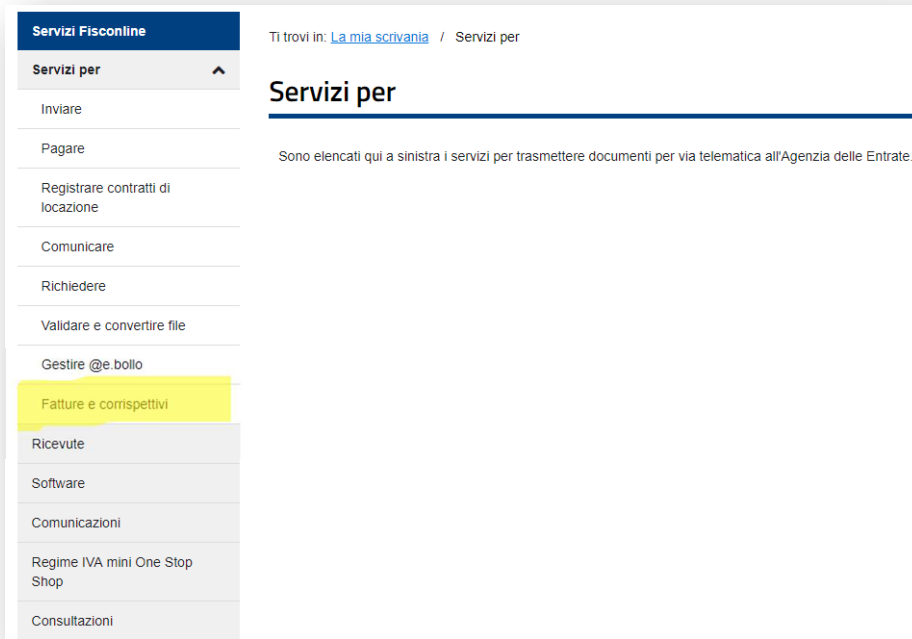 Servizi Fisconline
Servizi per
Inviare
Pagare
Registrare contratti di
locazione
Comunicare
Richiedere
Validare e convertire file
Gestire @e.bollo
Fatture e corrispettivi
Ricevute
Software
Comunicazioni
Regime IVA mini One Stop
Shop
Consultazioni
Ti trovi in: La mia scrivania / Servizi per
Servizi per
Sono elencati qui a sinistra i servizi per trasmettere documenti per via telematica all'Agenzia delle Entrate.